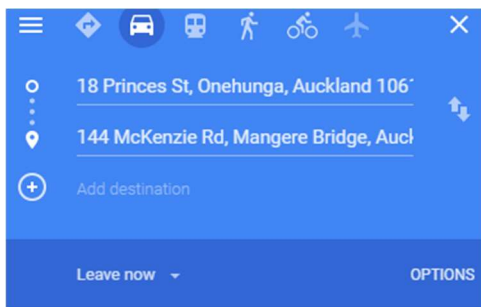 18 Princes St, Onehunga, Auckland 106
144 McKenzie Rd, Mangere Bridge, Auck
Add destination
Leave now
OPTIONS